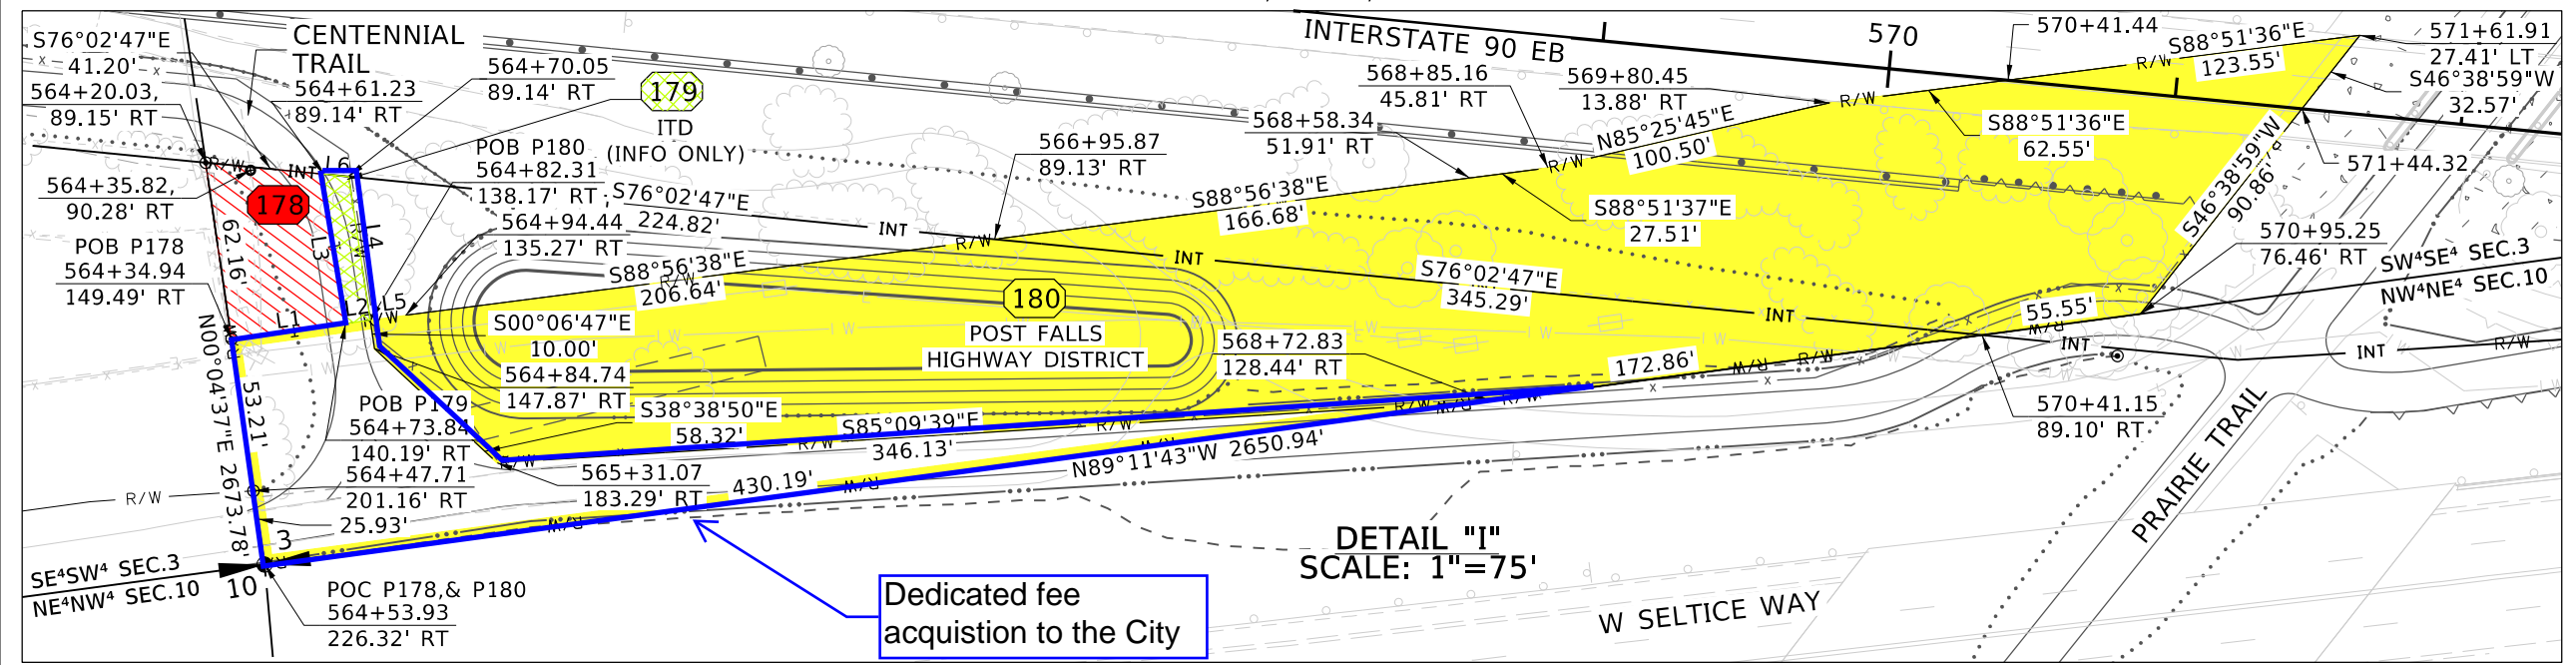 S76°02'47"E
41.20'
564+20.03,
89.15' RT
CENTENNIAL
TRAIL
564+61.23
89.14' RT
564+70.05
89.14' RT
179
ITD
(INFO ONLY)
INTERSTATE 90 EB
570
570+41.44
S88°51'36"E
123.55'
R/W
571+61.91
27.41' LT
S46°38'59"W
32.57'
568+85.16
45.81' RT
569+80.45
13.88' RT
R/W
568+58.34
51.91' RT
N85°25'45"E
100.50'
R/W
S88°51'36"E
62.55'
571+44.32
566+95.87
89.13' RT
POB P180
564+82.31
138.17' RT
S76°02'47"E
224.82'
R/W
INT
L6
564+35.82,
90.28' RT
178
62.16'
L3
L4
R/W
564+94.44
135.27' RT
INT
R/W
S88°56'38"E
166.68'
S88°51'37"E
27.51'
S46°38'59"W
90.86'
570+95.25
76.46' RT
SW⁴SE⁴ SEC.3
NW⁴NE⁴ SEC.10
POB P178
564+34.94
149.49' RT
S88°56'38"E
206.64'
R/W
INT
S76°02'47"E
345.29'
180
POST FALLS
HIGHWAY DISTRICT
L1
L2
L5
R/W
S00°06'47"E
10.00'
564+84.74
147.87' RT
568+72.83
128.44' RT
INT
55.55'
R/W
INT
INT
R/W
172.86'
R/W
R/W
N00°04'37"E 2673.78'
53.21'
POB P179
564+73.84
140.19' RT
S38°38'50"E
58.32'
S85°09'39"E
346.13'
R/W
R/W
R/W
R/W
R/W
570+41.15
89.10' RT
PRAIRIE TRAIL
564+47.71
201.16' RT
25.93'
R/W
R/W
565+31.07
183.29' RT
430.19'
R/W
R/W
N89°11'43"W 2650.94'
R/W
3
10
SE⁴SW⁴ SEC.3
NE⁴NW⁴ SEC.10
POC P178,& P180
564+53.93
226.32' RT
Dedicated fee
acquistion to the City
DETAIL "I"
SCALE: 1"=75'
W SELTICE WAY